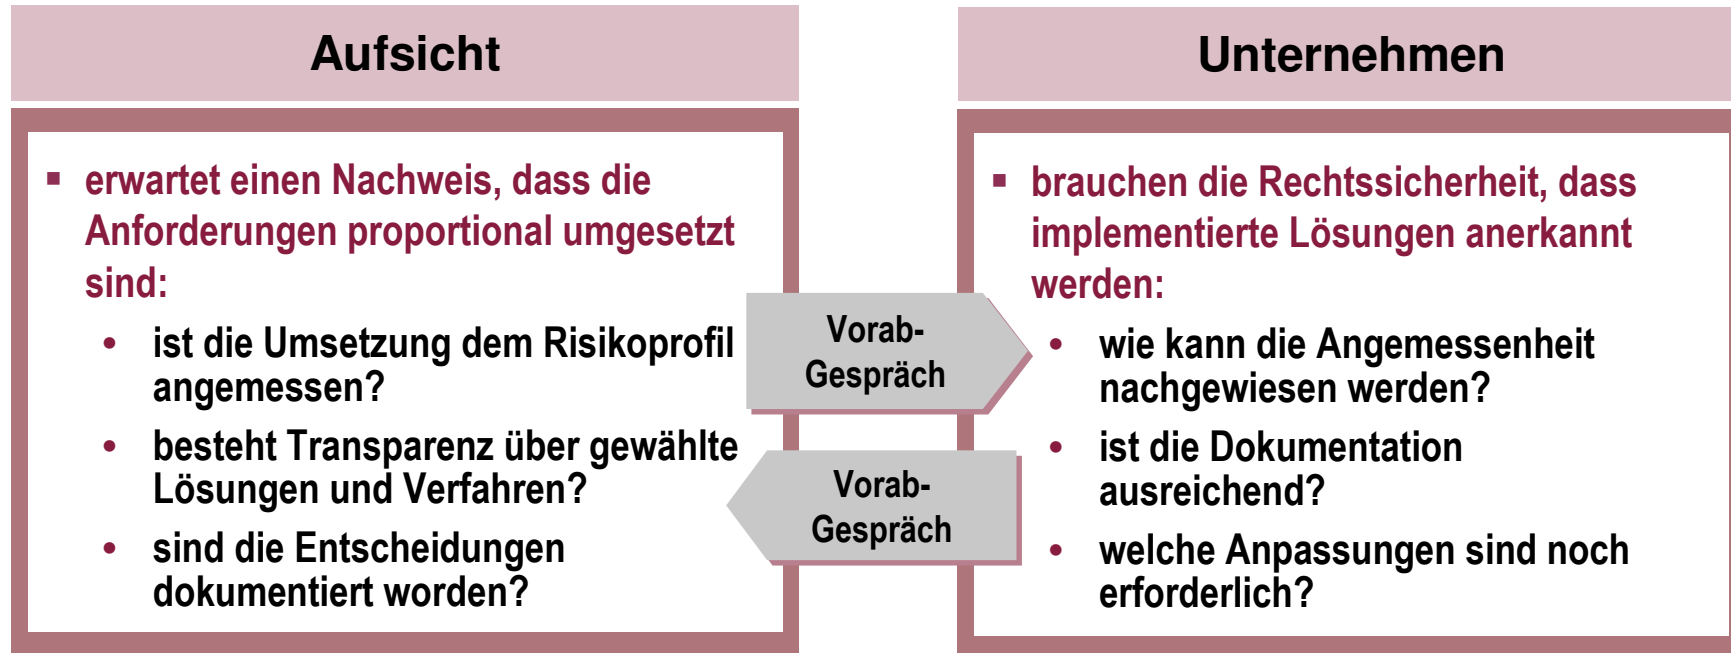 Aufsicht
▪ erwartet einen Nachweis, dass die
Anforderungen proportional umgesetzt
sind:
• ist die Umsetzung dem Risikoprofil
angemessen?
• besteht Transparenz über gewählte
Lösungen und Verfahren?
• sind die Entscheidungen
dokumentiert worden?
Vorab-
Gespräch
Vorab-
Gespräch
Unternehmen
▪ brauchen die Rechtssicherheit, dass
implementierte Lösungen anerkannt
werden:
• wie kann die Angemessenheit
nachgewiesen werden?
• ist die Dokumentation
ausreichend?
• welche Anpassungen sind noch
erforderlich?